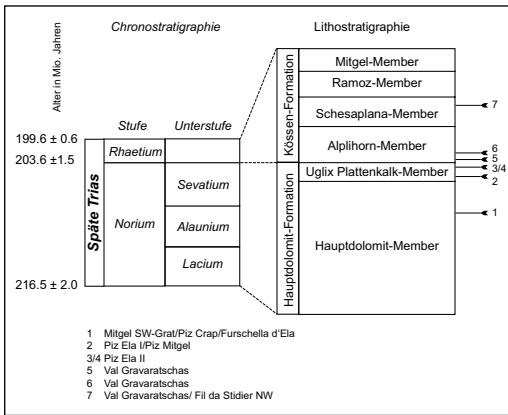 Chronostratigraphie
Lithostratigraphie
Alter in Mio. Jahren
Stufe
Unterstufe
199.6 ± 0.6
203.6 ± 1.5
216.5 ± 2.0
Späte Trias
Rhaetium
Norium
Sevatium
Alaunium
Lacium
Kössen-Formation
Hauptdolomit-Formation
Mitgel-Member
Ramoz-Member
Schesaplana-Member
Alplihorn-Member
Uglix Plattenkalk-Member
Hauptdolomit-Member
7
6
5
3/4
2
1
1 Mitgel SW-Grat/Piz Crap/Furschella d'Ela
2 Piz Ela I/Piz Mitgel
3/4 Piz Ela II
5 Val Gravaratschas
6 Val Gravaratschas
7 Val Gravaratschas/ Fil da Stidier NW